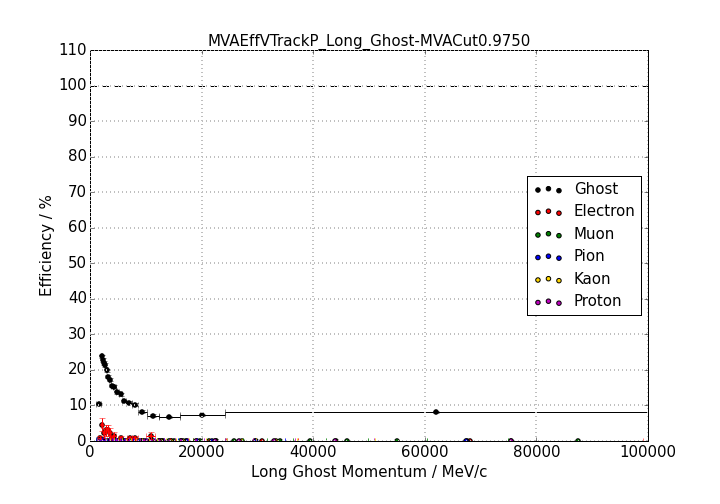 MVAEffVTrackP_Long_Ghost-MVACut0.9750
110
100
90
80
70
60
50
40
30
20
10
0
Efficiency / %
Ghost
Electron
Muon
Pion
Kaon
Proton
0 20000 40000 60000 80000 100000
Long Ghost Momentum / MeV/c